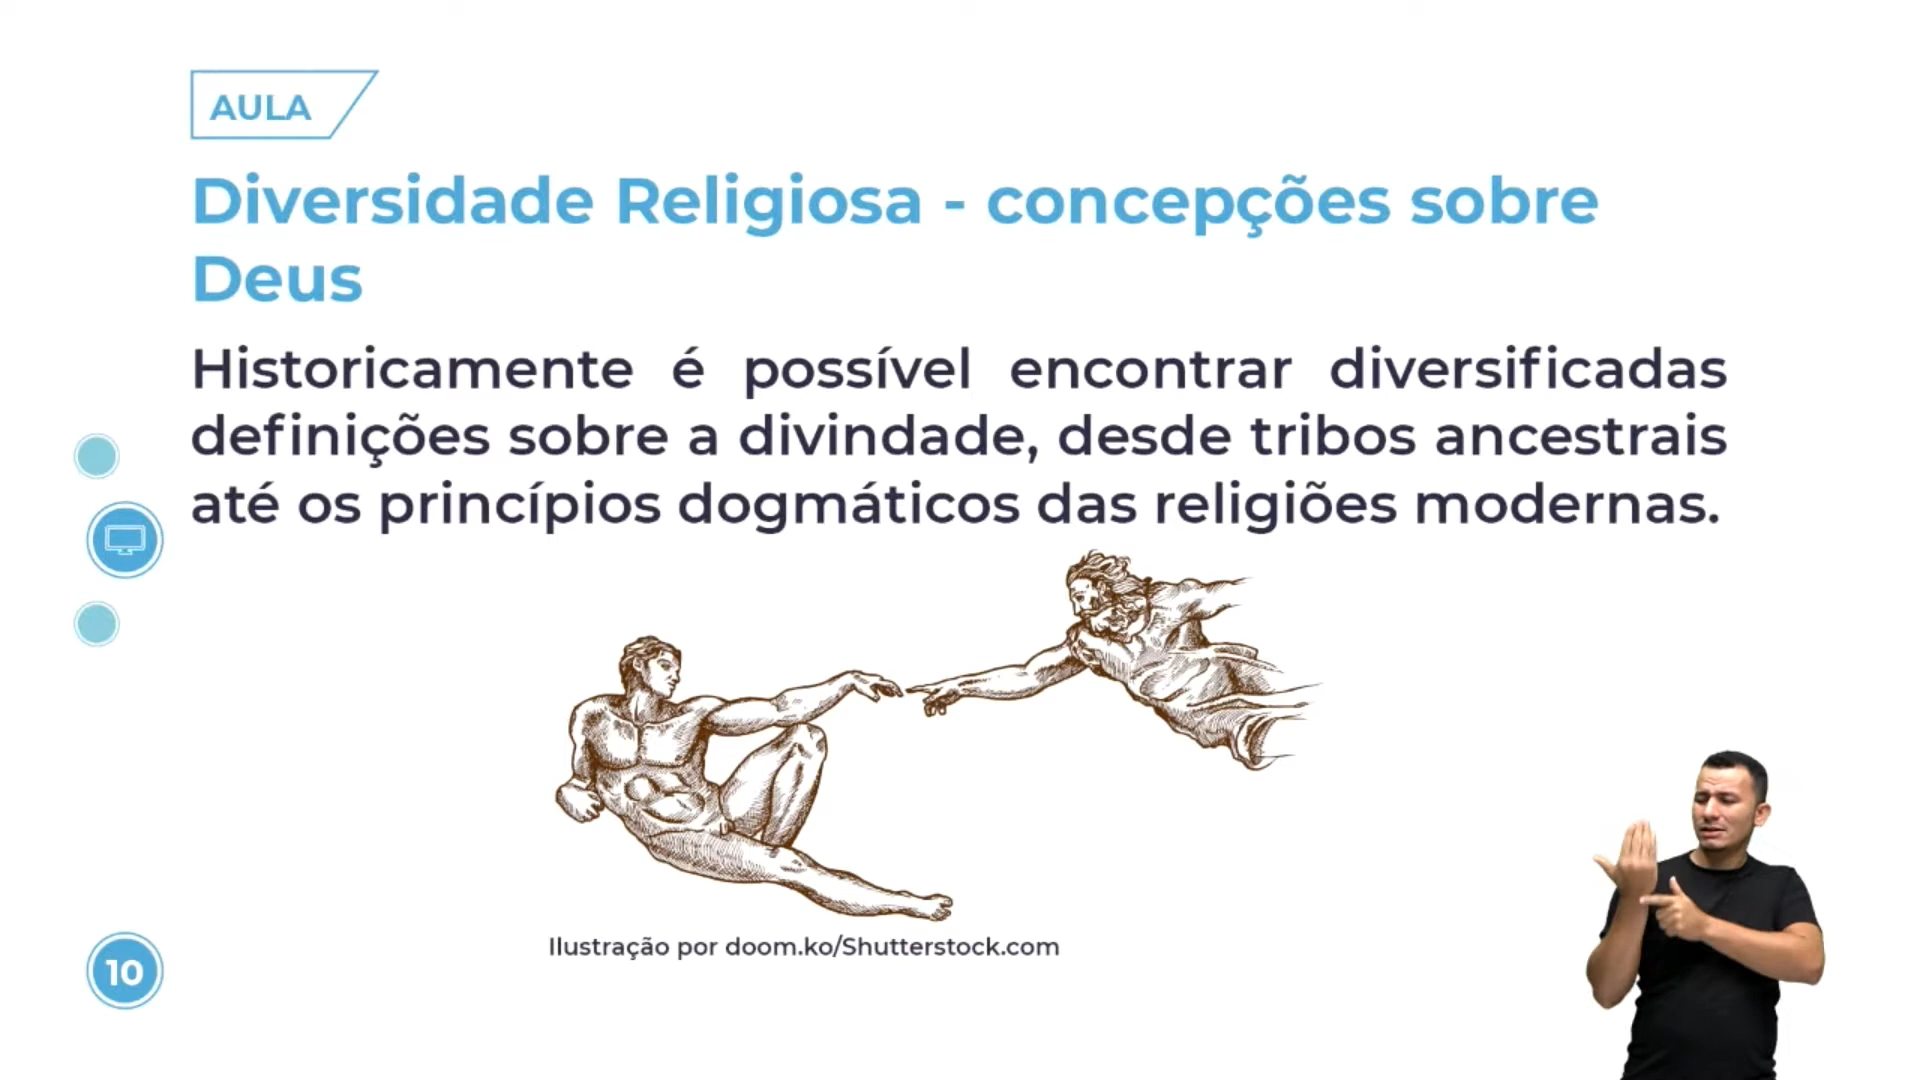 AULA
Diversidade Religiosa - concepções sobre
Deus
Historicamente é possível encontrar diversificadas
definições sobre a divindade, desde tribos ancestrais
até os princípios dogmáticos das religiões modernas.
Ilustração por doom.ko/Shutterstock.com
10